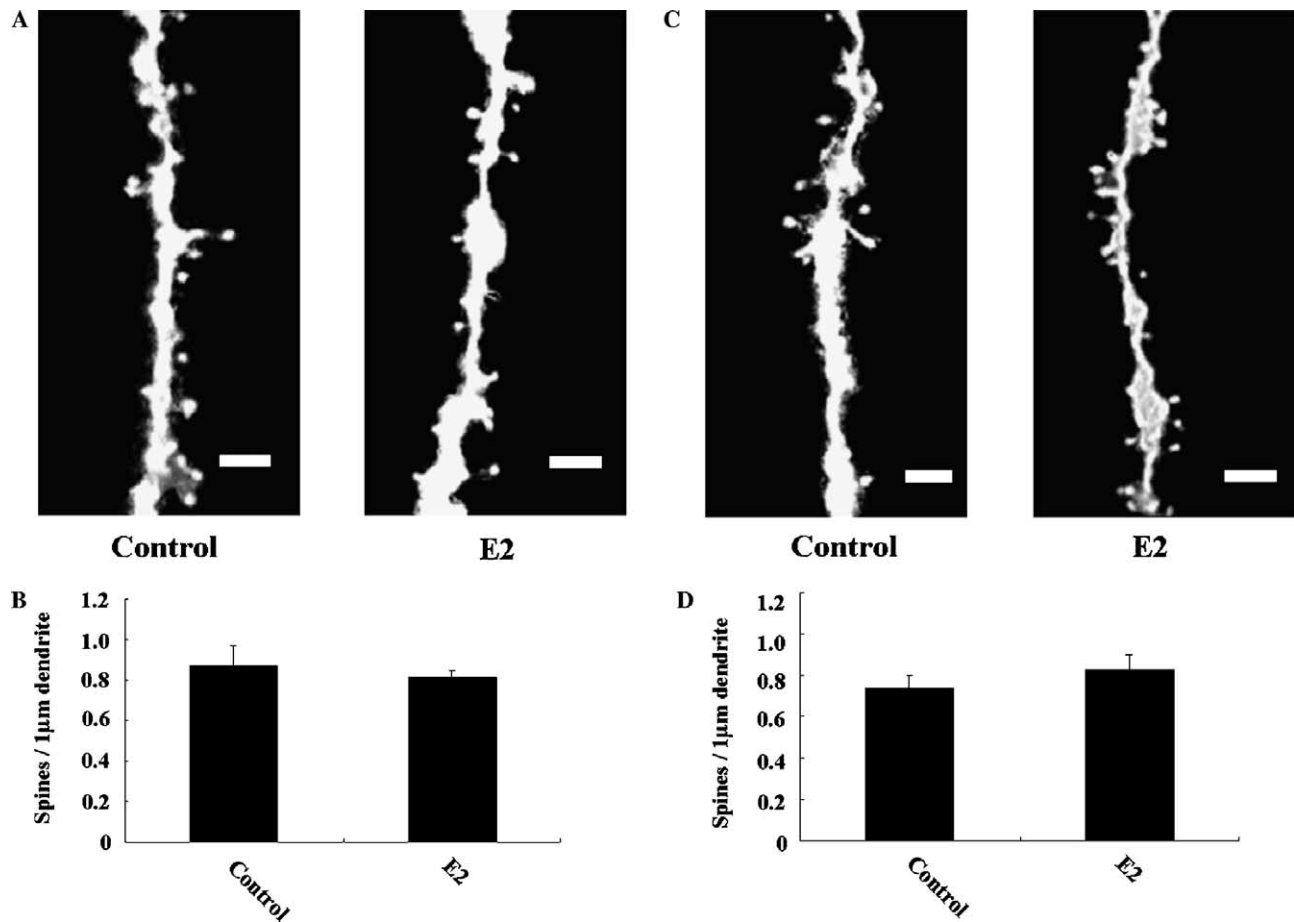 A
C
Control
E2
Control
E2
B
Spines / 1µm dendrite
1.2
1.0
0.8
0.6
0.4
0.2
0
Control
E2
D
Spines / 1µm dendrite
1.2
1.0
0.8
0.6
0.4
0.2
0
Control
E2